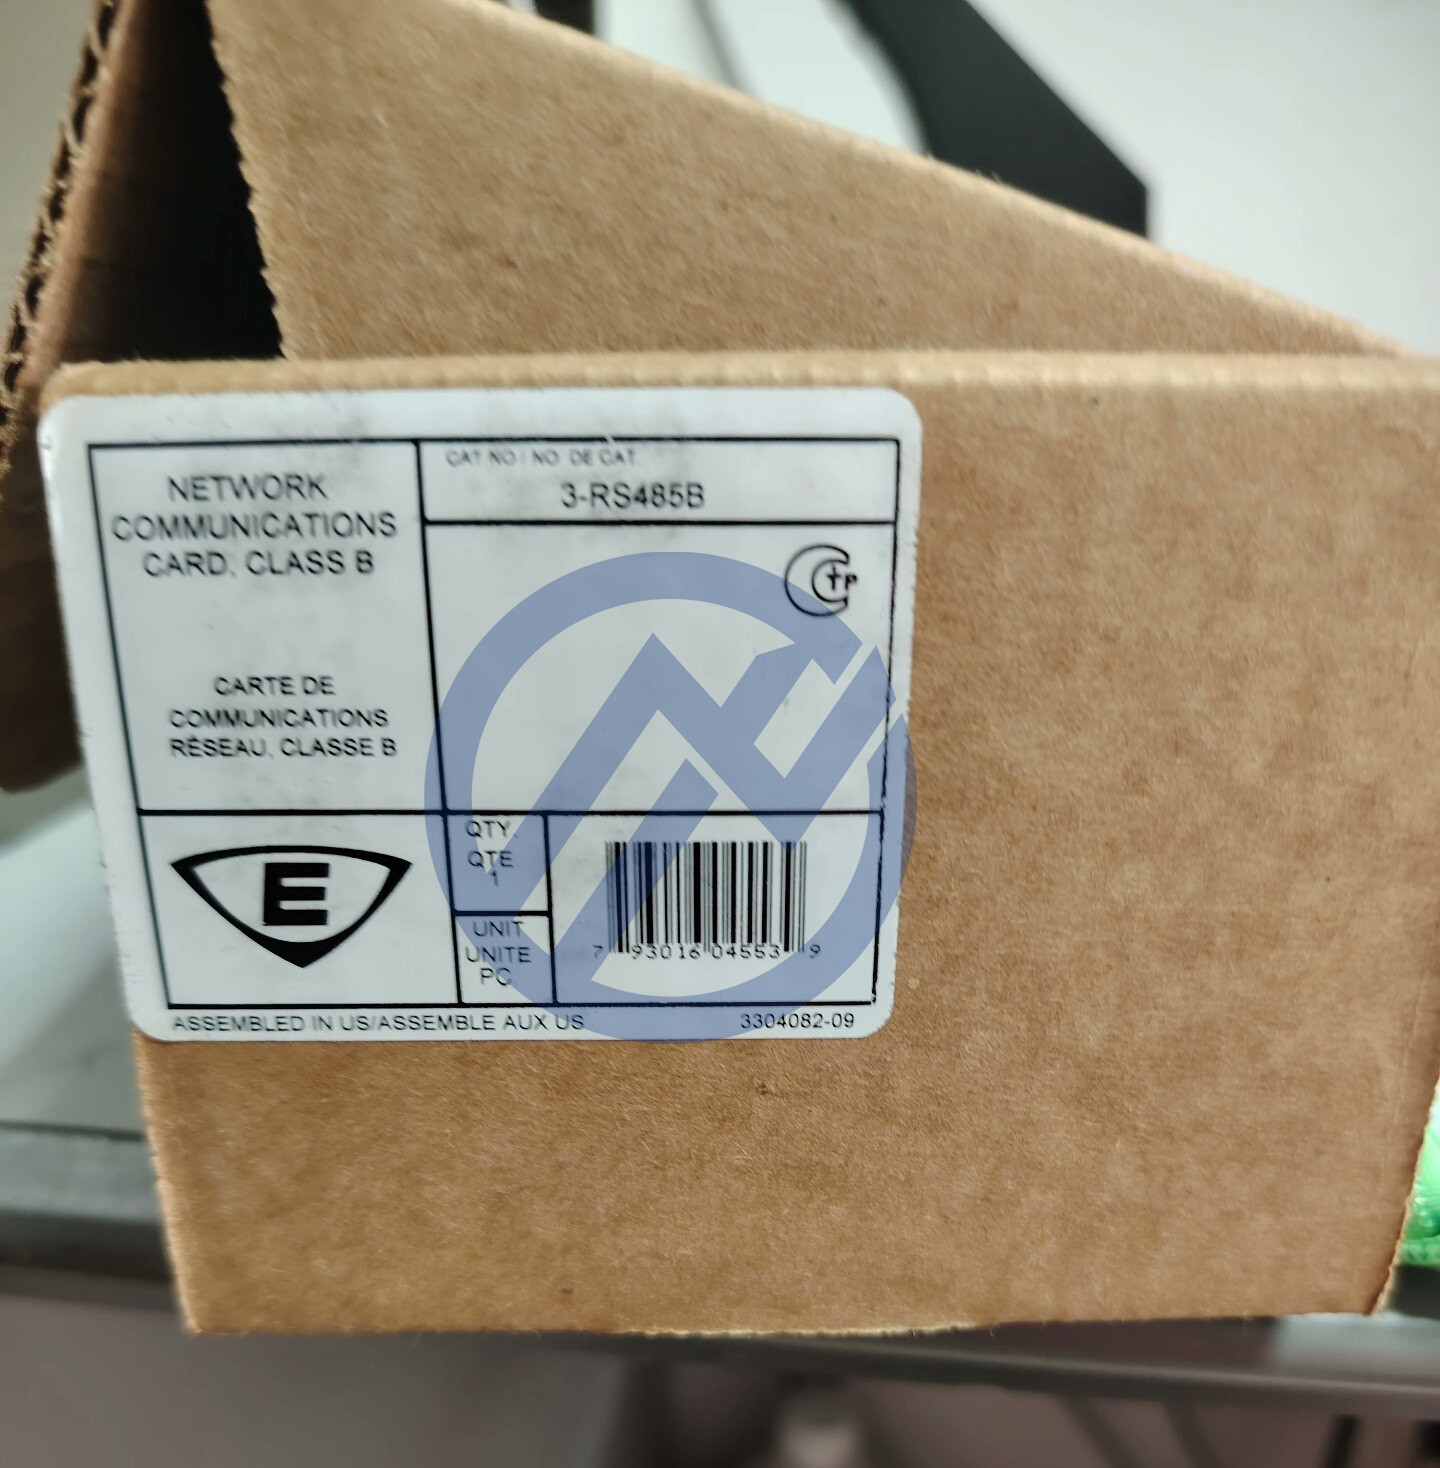 NETWORK
COMMUNICATIONS
CARD, CLASS B
CARTE DE
COMMUNICATIONS
RÉSEAU, CLASSE B
CAT NO / NO DE CAT.
3-RS485B
CTP
E
QTY.
QTE.
1
UNIT
UNITE
PC
7 93016 04553 9
ASSEMBLED IN US/ASSEMBLE AUX US
3304082-09